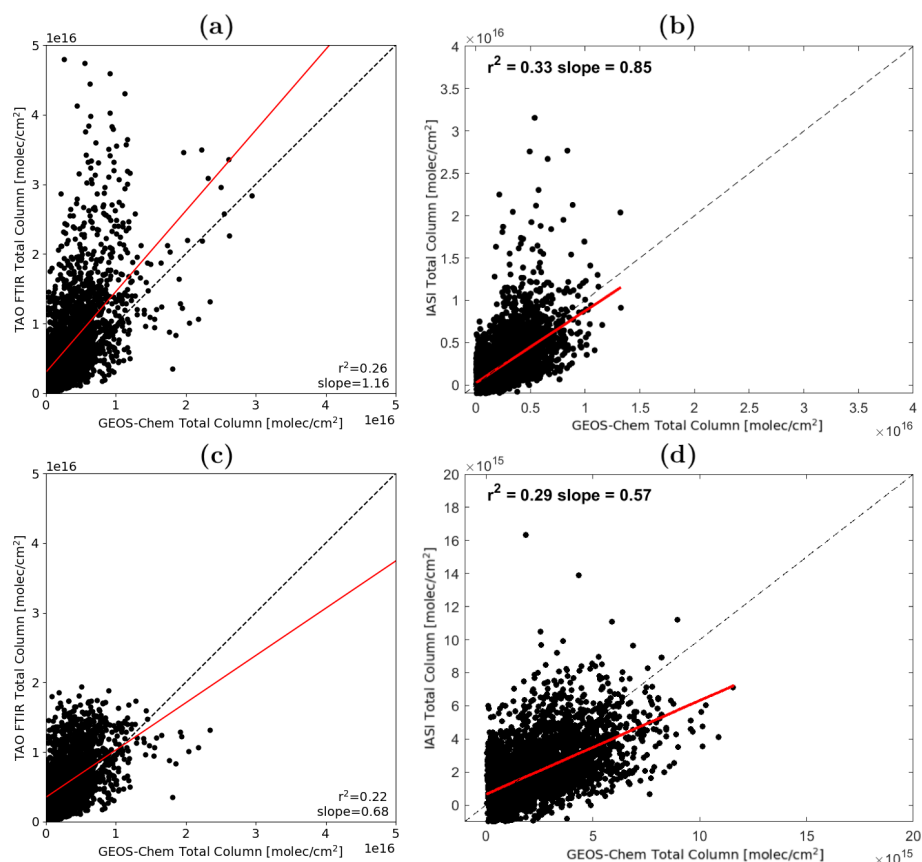 (a)
1e16
5
4
3
2
1
0
TAO FTIR Total Column [molec/cm²]
r²=0.26
slope=1.16
0 1 2 3 4 5
GEOS-Chem Total Column [molec/cm²] 1e16
(b)
× 10¹⁶
4
3.5
3
2.5
2
1.5
1
0.5
0
IASI Total Column [molec/cm²]
r² = 0.33 slope = 0.85
0 0.5 1 1.5 2 2.5 3 3.5 4
GEOS-Chem Total Column [molec/cm²] × 10¹⁶
(c)
1e16
5
4
3
2
1
0
TAO FTIR Total Column [molec/cm²]
r²=0.22
slope=0.68
0 1 2 3 4 5
GEOS-Chem Total Column [molec/cm²] 1e16
(d)
× 10¹⁵
20
18
16
14
12
10
8
6
4
2
0
IASI Total Column [molec/cm²]
r² = 0.29 slope = 0.57
0 5 10 15 20
GEOS-Chem Total Column [molec/cm²] × 10¹⁵